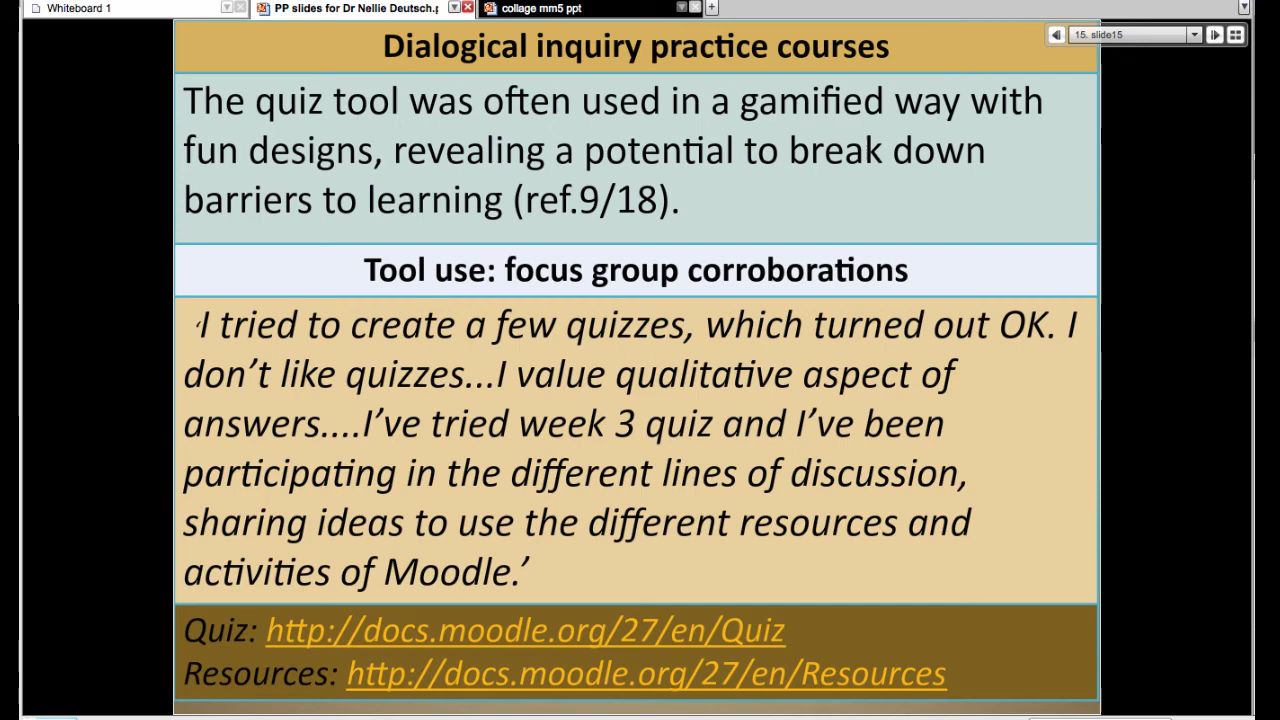 Whiteboard 1
PP slides for Dr Nellie Deutsch.p
collage mm5 ppt
15. slide15
Dialogical inquiry practice courses
The quiz tool was often used in a gamified way with
fun designs, revealing a potential to break down
barriers to learning (ref.9/18).
Tool use: focus group corroborations
‘I tried to create a few quizzes, which turned out OK. I
don’t like quizzes...I value qualitative aspect of
answers....I’ve tried week 3 quiz and I’ve been
participating in the different lines of discussion,
sharing ideas to use the different resources and
activities of Moodle.’
Quiz: http://docs.moodle.org/27/en/Quiz
Resources: http://docs.moodle.org/27/en/Resources